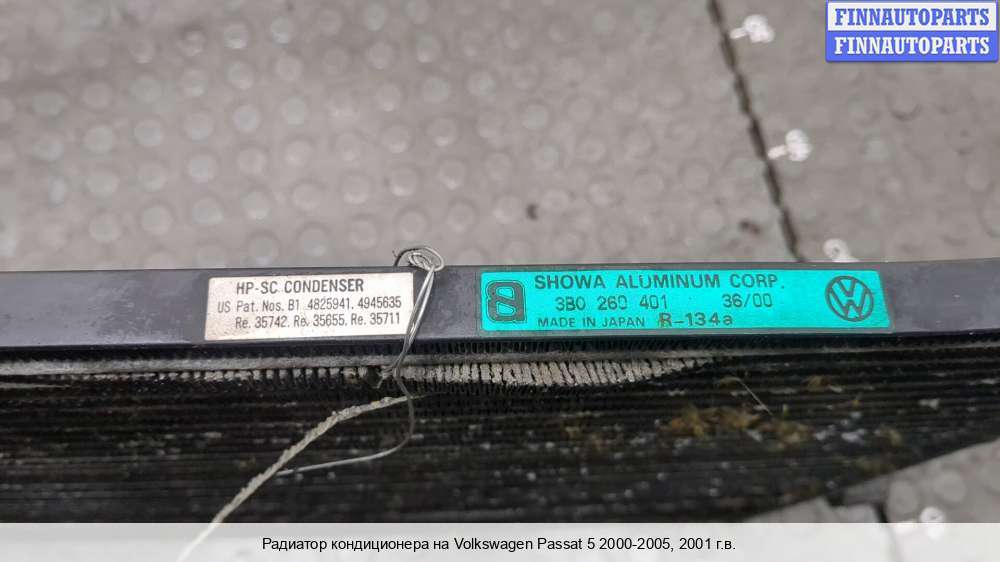 FINNAUTOPARTS
FINNAUTOPARTS
HP-SC CONDENSER
US Pat. Nos. B1 4825941, 4945635
Re. 35742, Re. 35655, Re. 35711
SHOWA ALUMINUM CORP.
3B0 260 401 36/00
MADE IN JAPAN R-134a
Радиатор кондиционера на Volkswagen Passat 5 2000-2005, 2001 г.в.